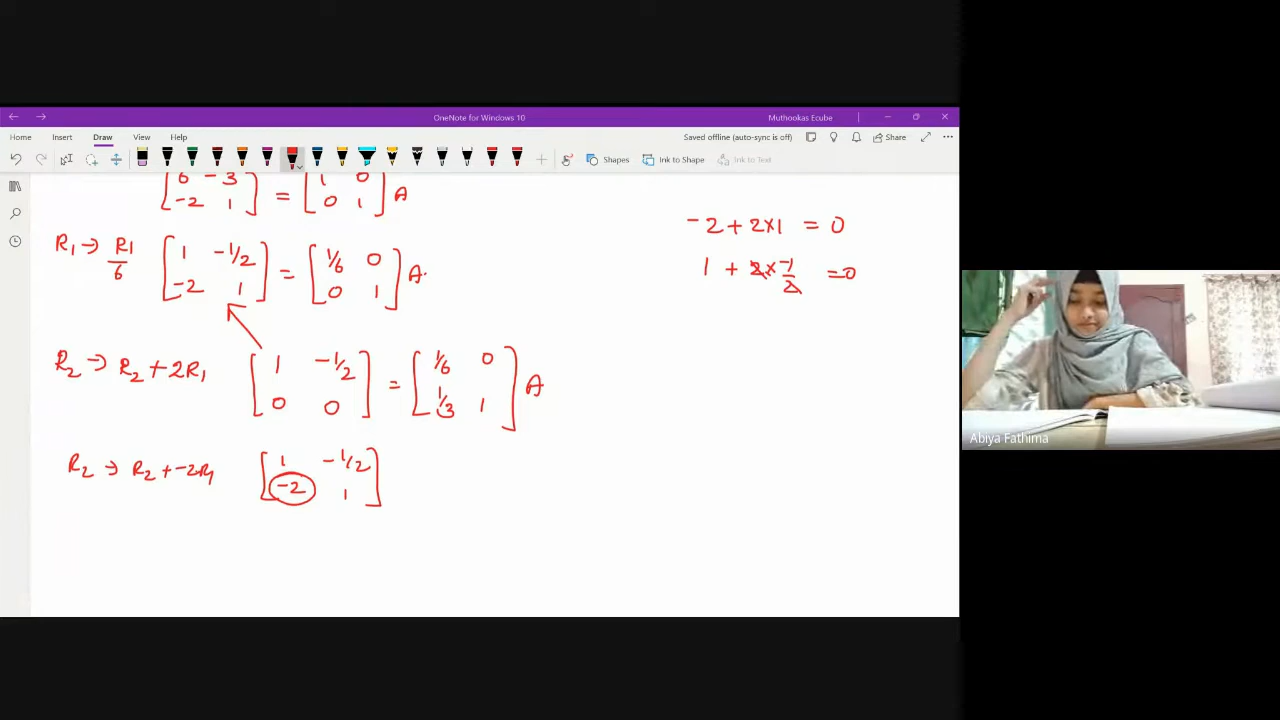 OneNote for Windows 10
Muthookas Ecube
Home Insert Draw View Help
Saved offline (auto-sync is off)
Share
Shapes
Ink to Shape
Ink to Text
[6 -3 = [1 0
-2 1] 0 1] A
R1 → R1/6 [1 -1/2 = [1/6 0
-2 1] 0 1] A
R2 → R2 + 2R1 [1 -1/2 = [1/6 0
0 0] 1/3 1] A
R2 → R2 + -2R1 [1 -1/2
-2 1]
-2 + 2×1 = 0
1 + 2×-1/2 = 0
Abiya Fathima